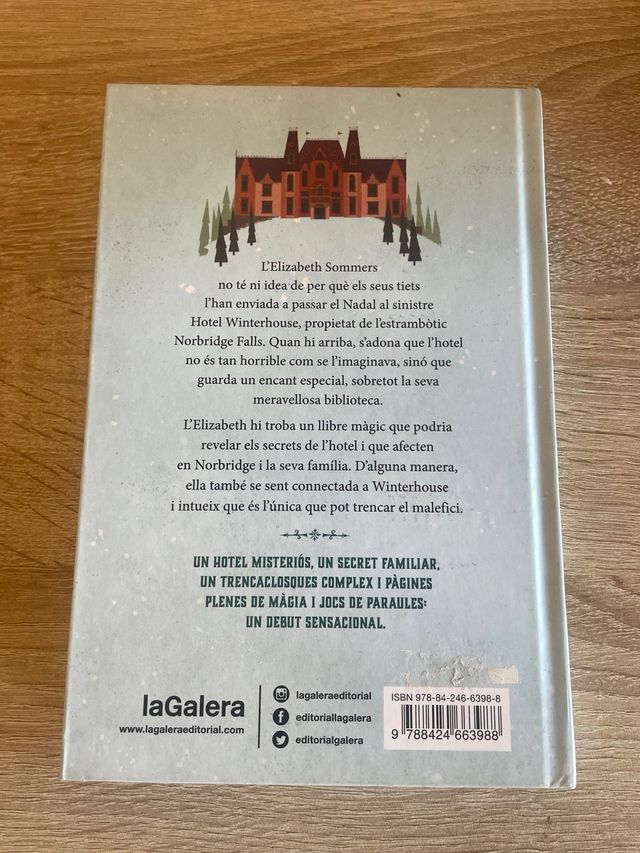 L'Elizabeth Sommers
no té ni idea de per què els seus tiets
l'han enviada a passar el Nadal al sinistre
Hotel Winterhouse, propietat de l'estrambòtic
Norbridge Falls. Quan hi arriba, s'adona que l'hotel
no és tan horrible com se l'imaginava, sinó que
guarda un encant especial, sobretot la seva
meravellosa biblioteca.
L'Elizabeth hi troba un llibre màgic que podria
revelar els secrets de l'hotel i que afecten
en Norbridge i la seva família. D'alguna manera,
ella també se sent connectada a Winterhouse
i intueix que és l'única que pot trencar el malefici.
UN HOTEL MISTERIÓS, UN SECRET FAMILIAR,
UN TRENCACLOSQUES COMPLEX I PÀGINES
PLENES DE MÀGIA I JOCS DE PARAULES:
UN DEBUT SENSACIONAL.
laGalera
www.lagaleraeditorial.com
lagaleraeditorial
editoriallagalera
editorialgalera
ISBN 978-84-246-6398-8
9 788424 663988